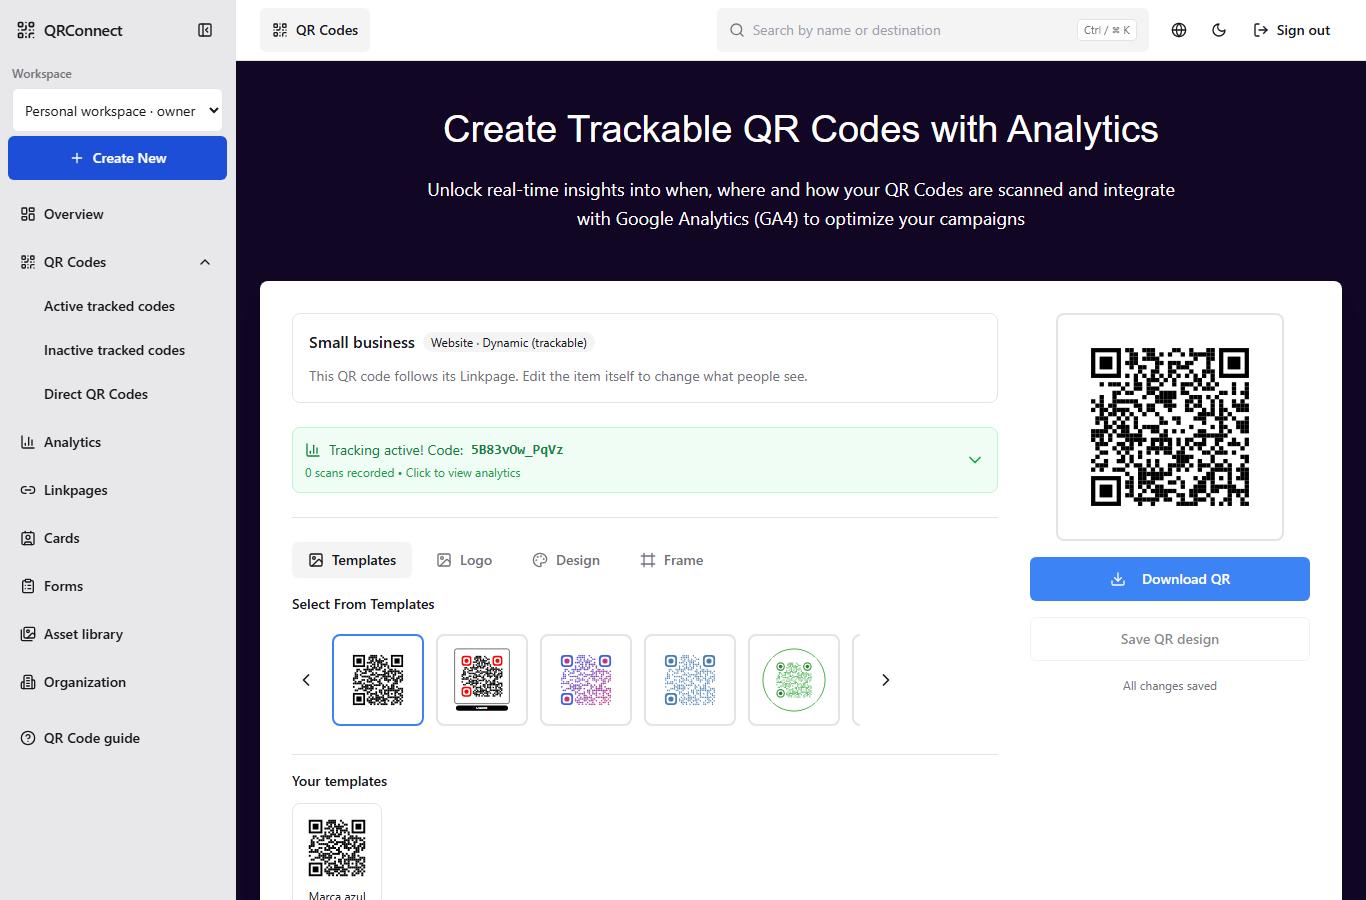 QRConnect
Workspace
Personal workspace · owner
Create New
Overview
QR Codes
Active tracked codes
Inactive tracked codes
Direct QR Codes
Analytics
Linkpages
Cards
Forms
Asset library
Organization
QR Code guide
QR Codes
Search by name or destination
Ctrl / ⌘ K
Sign out
Create Trackable QR Codes with Analytics
Unlock real-time insights into when, where and how your QR Codes are scanned and integrate
with Google Analytics (GA4) to optimize your campaigns
Small business
Website · Dynamic (trackable)
This QR code follows its Linkpage. Edit the item itself to change what people see.
Tracking active! Code: 5B83vOw_PqVz
0 scans recorded • Click to view analytics
Templates
Logo
Design
Frame
Select From Templates
Your templates
Marca azul
Download QR
Save QR design
All changes saved